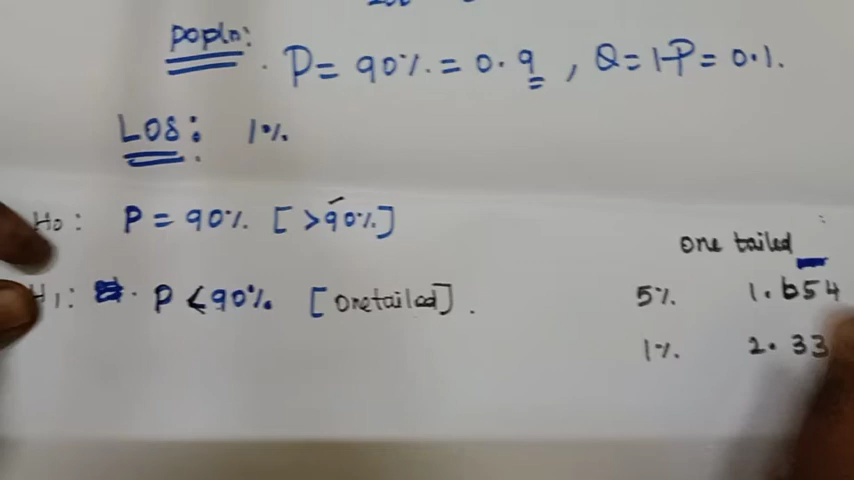 popln:
P = 90% = 0.9 , Q = 1-P = 0.1.
LOS: 1%
H0: P = 90% [>90%]
H1: P < 90% [onetailed].
one tailed
5% 1.654
1% 2.33